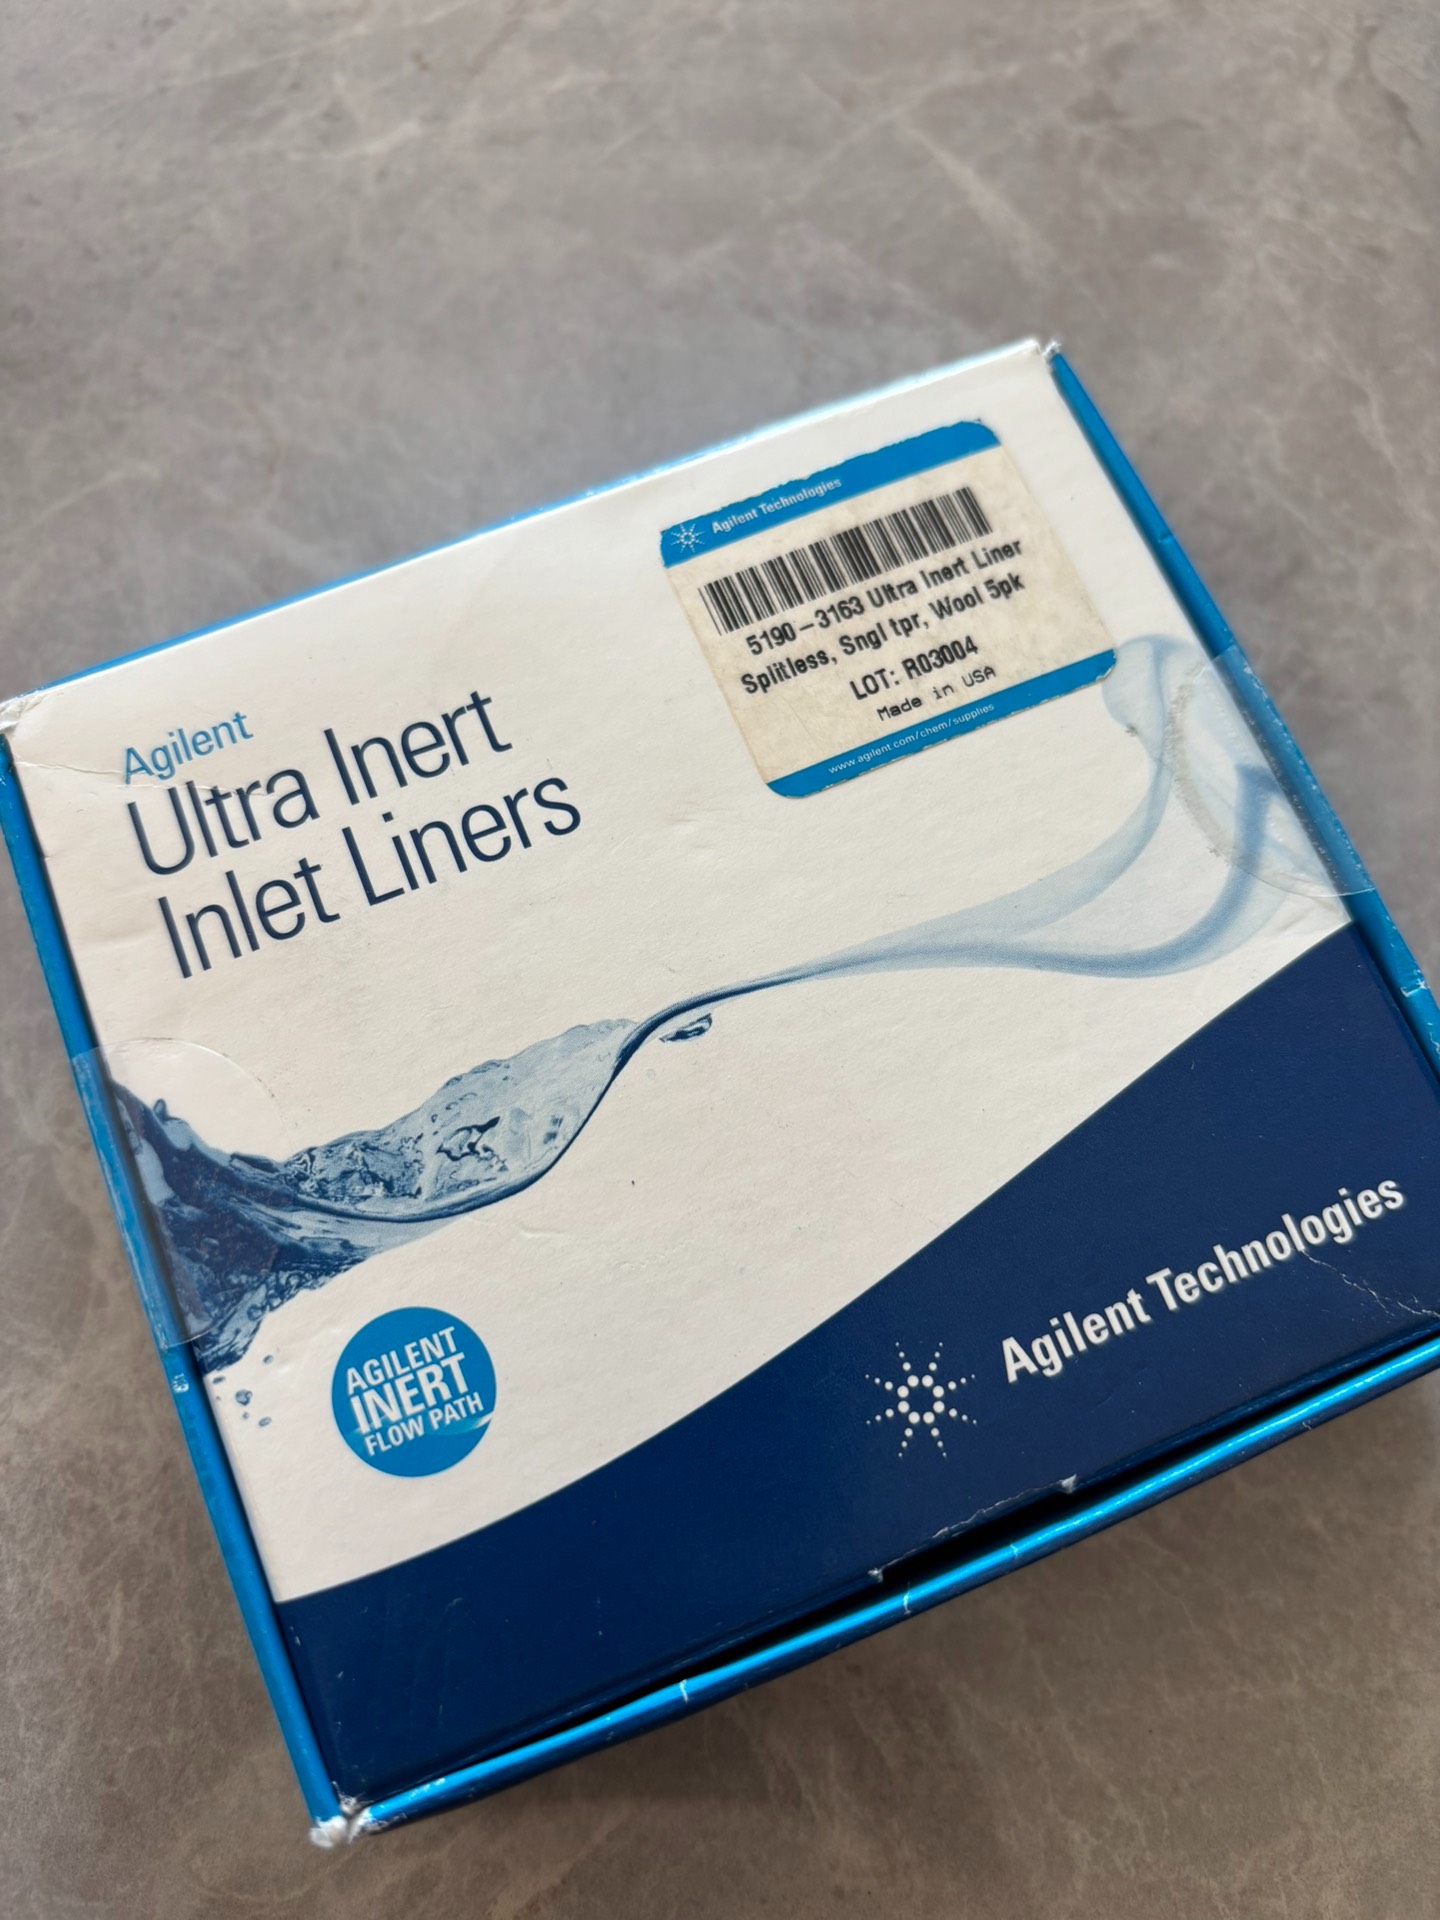 Agilent Technologies
5190-3163 Ultra Inert Liner
Splitless, Sngl tpr, Wool 5pk
LOT: R03004
Made in USA
www.agilent.com/chem/supplies
Agilent
Ultra Inert
Inlet Liners
AGILENT
INERT
FLOW PATH
Agilent Technologies